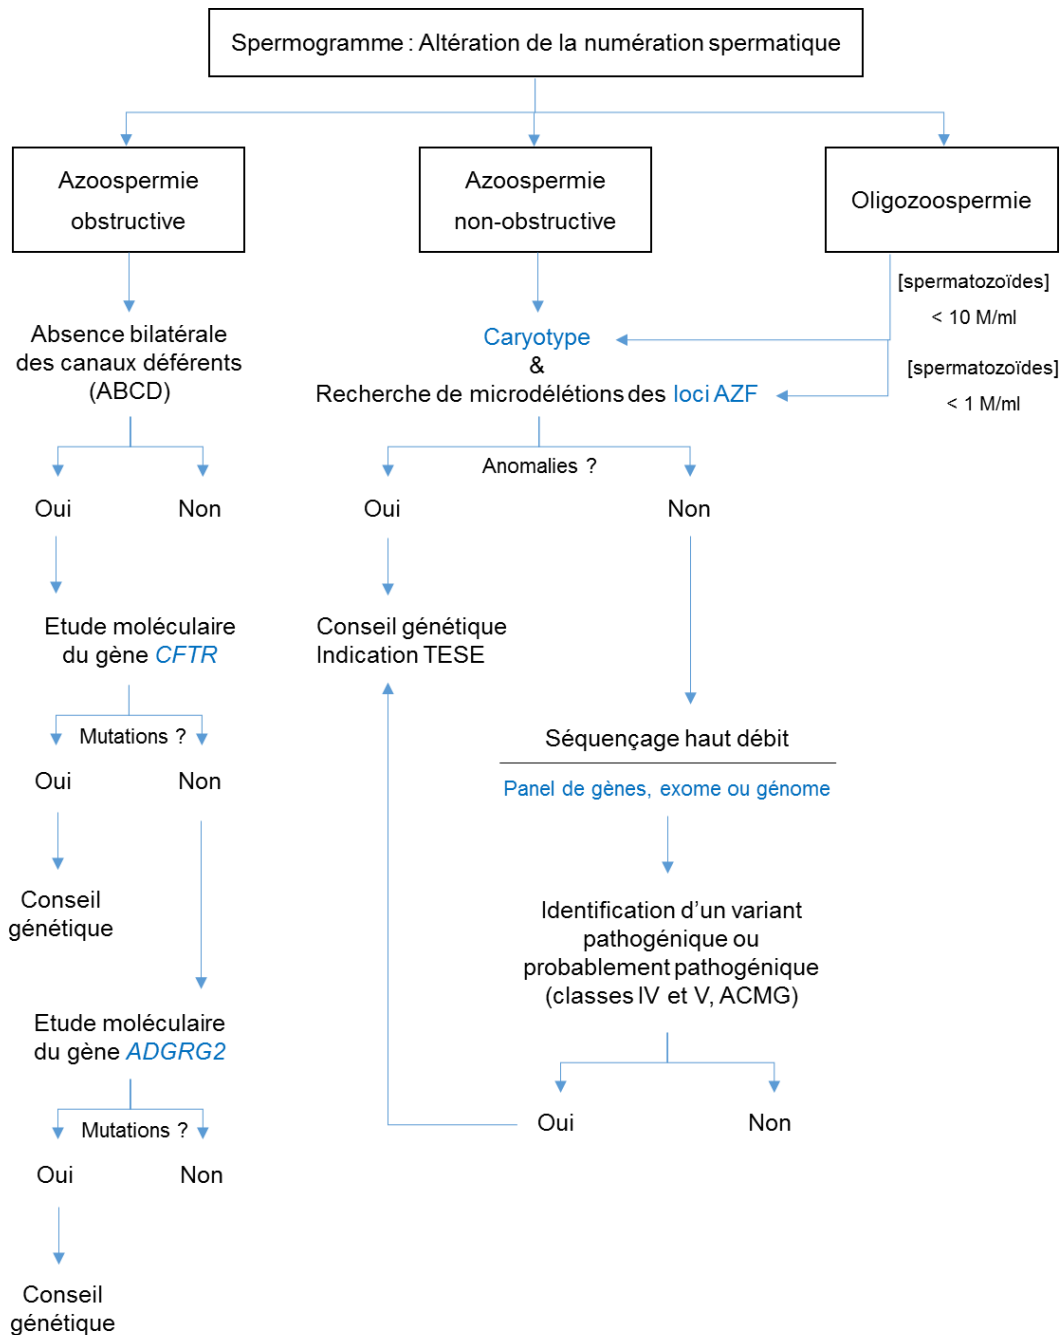 Spermogramme : Altération de la numération spermatique
Azoospermie
obstructive
Azoospermie
non-obstructive
Oligozoospermie
[spermatozoïdes]
< 10 M/ml
[spermatozoïdes]
< 1 M/ml
Absence bilatérale
des canaux déférents
(ABCD)
Oui
Non
Etude moléculaire
du gène CFTR
Mutations ?
Oui
Non
Conseil
génétique
Etude moléculaire
du gène ADGRG2
Mutations ?
Oui
Non
Conseil
génétique
Caryotype
&
Recherche de microdélétions des loci AZF
Anomalies ?
Oui
Non
Conseil génétique
Indication TESE
Séquençage haut débit
Panel de gènes, exome ou génome
Identification d’un variant
pathogénique ou
probablement pathogénique
(classes IV et V, ACMG)
Oui
Non